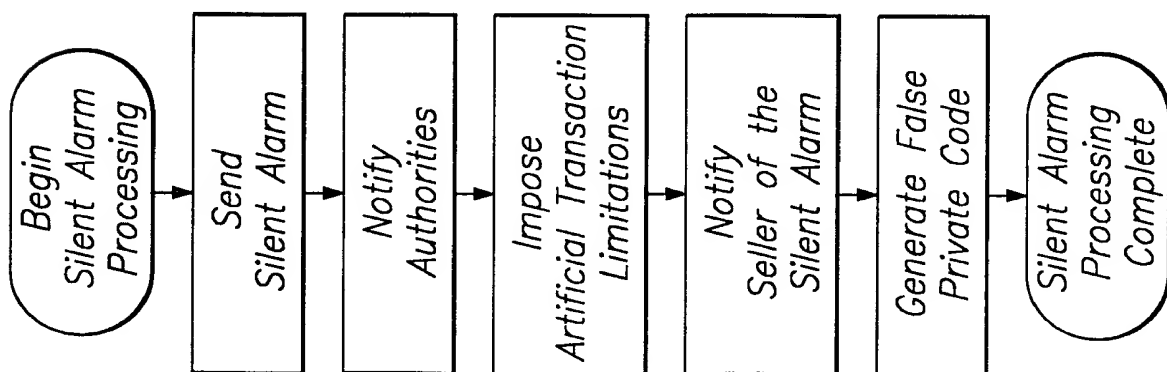 Begin
Silent Alarm
Processing
Send
Silent Alarm
Notify
Authorities
Impose
Artificial Transaction
Limitations
Notify
Seller of the
Silent Alarm
Generate False
Private Code
Silent Alarm
Processing
Complete